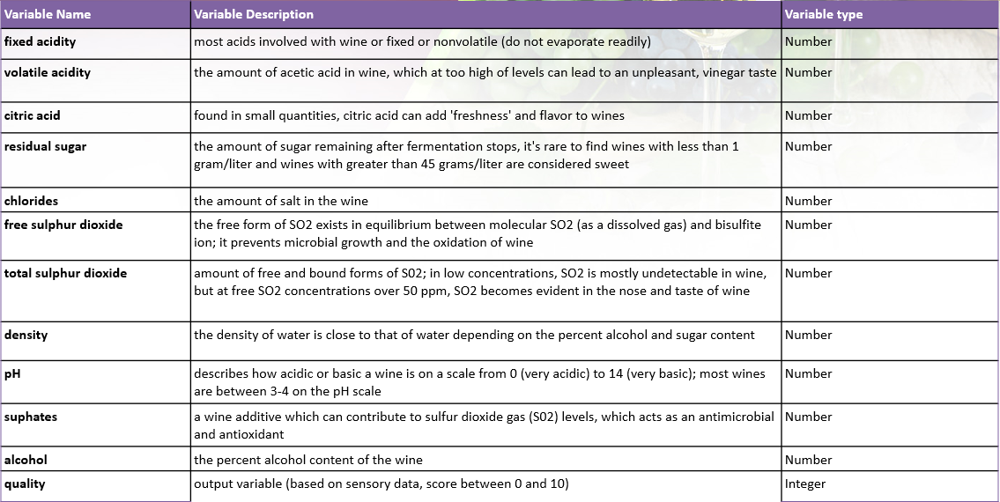 Variable Name Variable Description Variable type
fixed acidity most acids involved with wine or fixed or nonvolatile (do not evaporate readily) Number
volatile acidity the amount of acetic acid in wine, which at too high of levels can lead to an unpleasant, vinegar taste Number
citric acid found in small quantities, citric acid can add 'freshness' and flavor to wines Number
residual sugar the amount of sugar remaining after fermentation stops, it's rare to find wines with less than 1 Number
gram/liter and wines with greater than 45 grams/liter are considered sweet
chlorides the amount of salt in the wine Number
free sulphur dioxide the free form of SO2 exists in equilibrium between molecular SO2 (as a dissolved gas) and bisulfite Number
ion; it prevents microbial growth and the oxidation of wine
total sulphur dioxide amount of free and bound forms of S02; in low concentrations, SO2 is mostly undetectable in wine, Number
but at free SO2 concentrations over 50 ppm, SO2 becomes evident in the nose and taste of wine
density the density of water is close to that of water depending on the percent alcohol and sugar content Number
pH describes how acidic or basic a wine is on a scale from 0 (very acidic) to 14 (very basic); most wines Number
are between 3-4 on the pH scale
suphates a wine additive which can contribute to sulfur dioxide gas (S02) levels, which acts as an antimicrobial Number
and antioxidant
alcohol the percent alcohol content of the wine Number
quality output variable (based on sensory data, score between 0 and 10) Integer